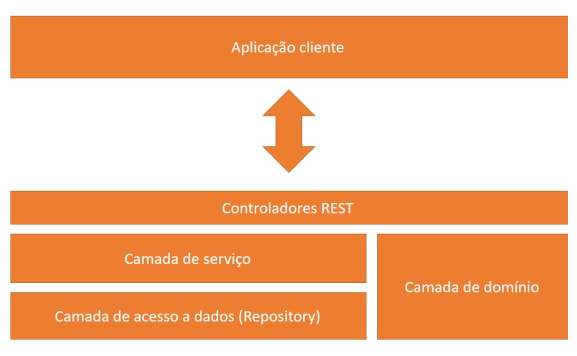 Aplicação cliente
Controladores REST
Camada de serviço
Camada de domínio
Camada de acesso a dados (Repository)